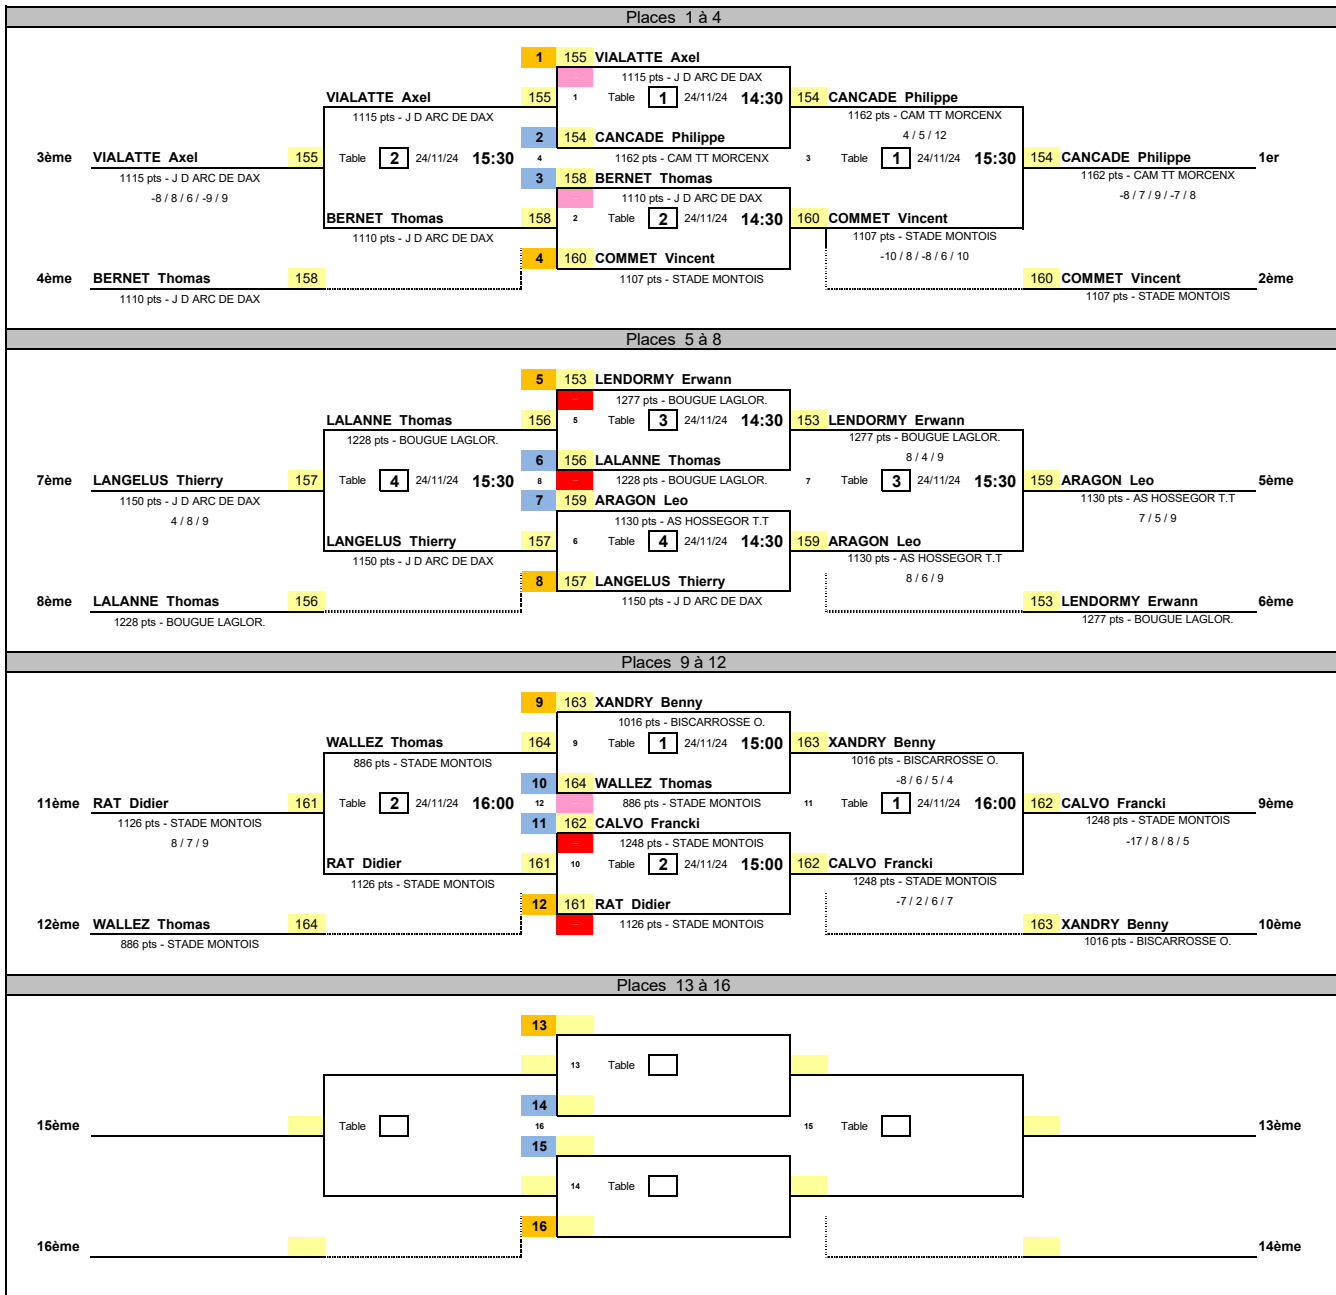 Places 1 à 4
1 155 VIALATTE Axel
1115 pts - J D ARC DE DAX
VIALATTE Axel 155 1 Table 1 24/11/24 14:30 154 CANCADE Philippe
1115 pts - J D ARC DE DAX 1162 pts - CAM TT MORCENX
2 154 CANCADE Philippe 4 / 5 / 12
3ème VIALATTE Axel 155 Table 2 24/11/24 15:30 4 1162 pts - CAM TT MORCENX 3 Table 1 24/11/24 15:30 154 CANCADE Philippe 1er
1115 pts - J D ARC DE DAX 3 158 BERNET Thomas 1162 pts - CAM TT MORCENX
-8 / 8 / 6 / -9 / 9 1110 pts - J D ARC DE DAX -8 / 7 / 9 / -7 / 8
BERNET Thomas 158 2 Table 2 24/11/24 14:30 160 COMMET Vincent
1110 pts - J D ARC DE DAX 1107 pts - STADE MONTOIS
4 160 COMMET Vincent -10 / 8 / -8 / 6 / 10
4ème BERNET Thomas 158 1107 pts - STADE MONTOIS 160 COMMET Vincent 2ème
1110 pts - J D ARC DE DAX 1107 pts - STADE MONTOIS
Places 5 à 8
5 153 LENDORMY Erwann
1277 pts - BOUGUE LAGLOR.
LALANNE Thomas 156 5 Table 3 24/11/24 14:30 153 LENDORMY Erwann
1228 pts - BOUGUE LAGLOR. 1277 pts - BOUGUE LAGLOR.
6 156 LALANNE Thomas 8 / 4 / 9
7ème LANGELUS Thierry 157 Table 4 24/11/24 15:30 8 1228 pts - BOUGUE LAGLOR. 7 Table 3 24/11/24 15:30 159 ARAGON Leo 5ème
1150 pts - J D ARC DE DAX 7 159 ARAGON Leo 1130 pts - AS HOSSEGOR T.T
4 / 8 / 9 1130 pts - AS HOSSEGOR T.T 7 / 5 / 9
LANGELUS Thierry 157 6 Table 4 24/11/24 14:30 159 ARAGON Leo
1150 pts - J D ARC DE DAX 1130 pts - AS HOSSEGOR T.T
8 157 LANGELUS Thierry 8 / 6 / 9
8ème LALANNE Thomas 156 1150 pts - J D ARC DE DAX 153 LENDORMY Erwann 6ème
1228 pts - BOUGUE LAGLOR. 1277 pts - BOUGUE LAGLOR.
Places 9 à 12
9 163 XANDRY Benny
1016 pts - BISCARROSSE O.
WALLEZ Thomas 164 9 Table 1 24/11/24 15:00 163 XANDRY Benny
886 pts - STADE MONTOIS 1016 pts - BISCARROSSE O.
10 164 WALLEZ Thomas -8 / 6 / 5 / 4
11ème RAT Didier 161 Table 2 24/11/24 16:00 12 886 pts - STADE MONTOIS 11 Table 1 24/11/24 16:00 162 CALVO Francki 9ème
1126 pts - STADE MONTOIS 11 162 CALVO Francki 1248 pts - STADE MONTOIS
8 / 7 / 9 1248 pts - STADE MONTOIS -17 / 8 / 8 / 5
RAT Didier 161 10 Table 2 24/11/24 15:00 162 CALVO Francki
1126 pts - STADE MONTOIS 1248 pts - STADE MONTOIS
12 161 RAT Didier -7 / 2 / 6 / 7
12ème WALLEZ Thomas 164 1126 pts - STADE MONTOIS 163 XANDRY Benny 10ème
886 pts - STADE MONTOIS 1016 pts - BISCARROSSE O.
Places 13 à 16
13
13 Table
14
15ème Table 16 15 Table 13ème
15
14 Table
16
16ème 14ème